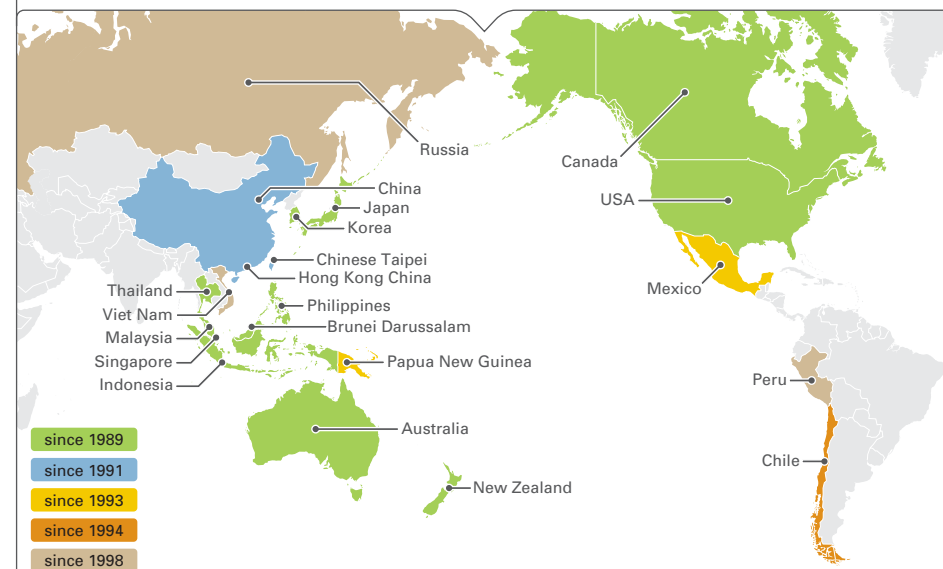 Russia
Canada
China
USA
Japan
Korea
Chinese Taipei
Hong Kong China
Mexico
Thailand
Viet Nam
Philippines
Malaysia
Brunei Darussalam
Singapore
Papua New Guinea
Indonesia
Peru
Australia
Chile
New Zealand
since 1989
since 1991
since 1993
since 1994
since 1998